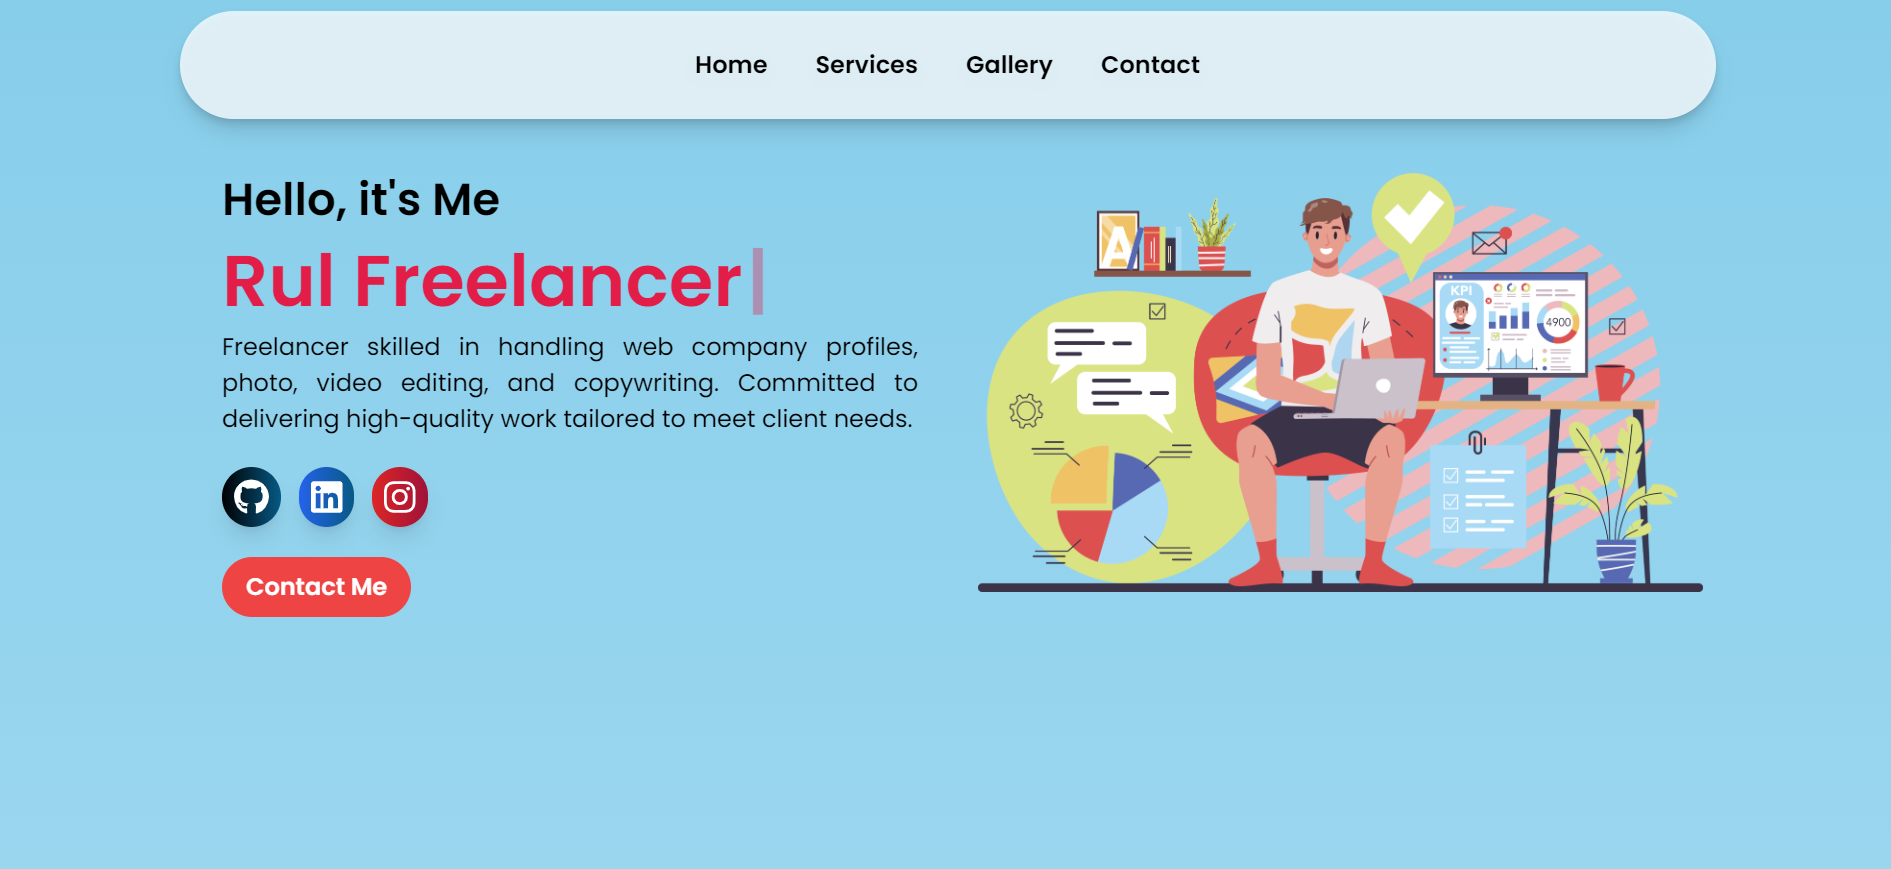 Home Services Gallery Contact
Hello, it's Me
Rul Freelancer
Freelancer skilled in handling web company profiles,
photo, video editing, and copywriting. Committed to
delivering high-quality work tailored to meet client needs.
in
Contact Me
A
KPI
4900